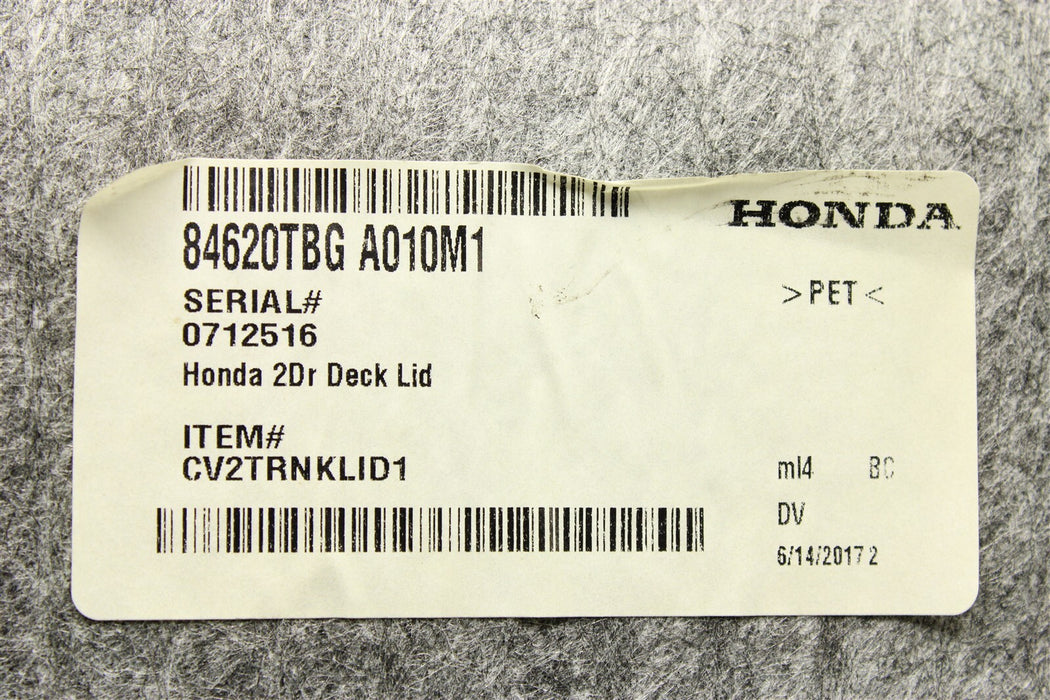 HONDA
84620TBG A010M1
>PET<
SERIAL#
0712516
Honda 2Dr Deck Lid
ITEM#
CV2TRNKLID1
ml4 BC
DV
6/14/2017 2